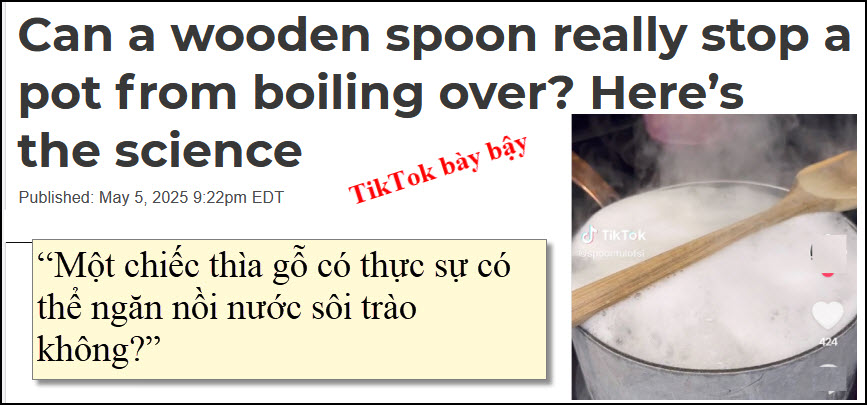 Can a wooden spoon really stop a
pot from boiling over? Here’s
the science
Published: May 5, 2025 9:22pm EDT
TikTok bày bậy
“Một chiếc thìa gỗ có thực sự có
thể ngăn nồi nước sôi trào
không?”
TikTok
424